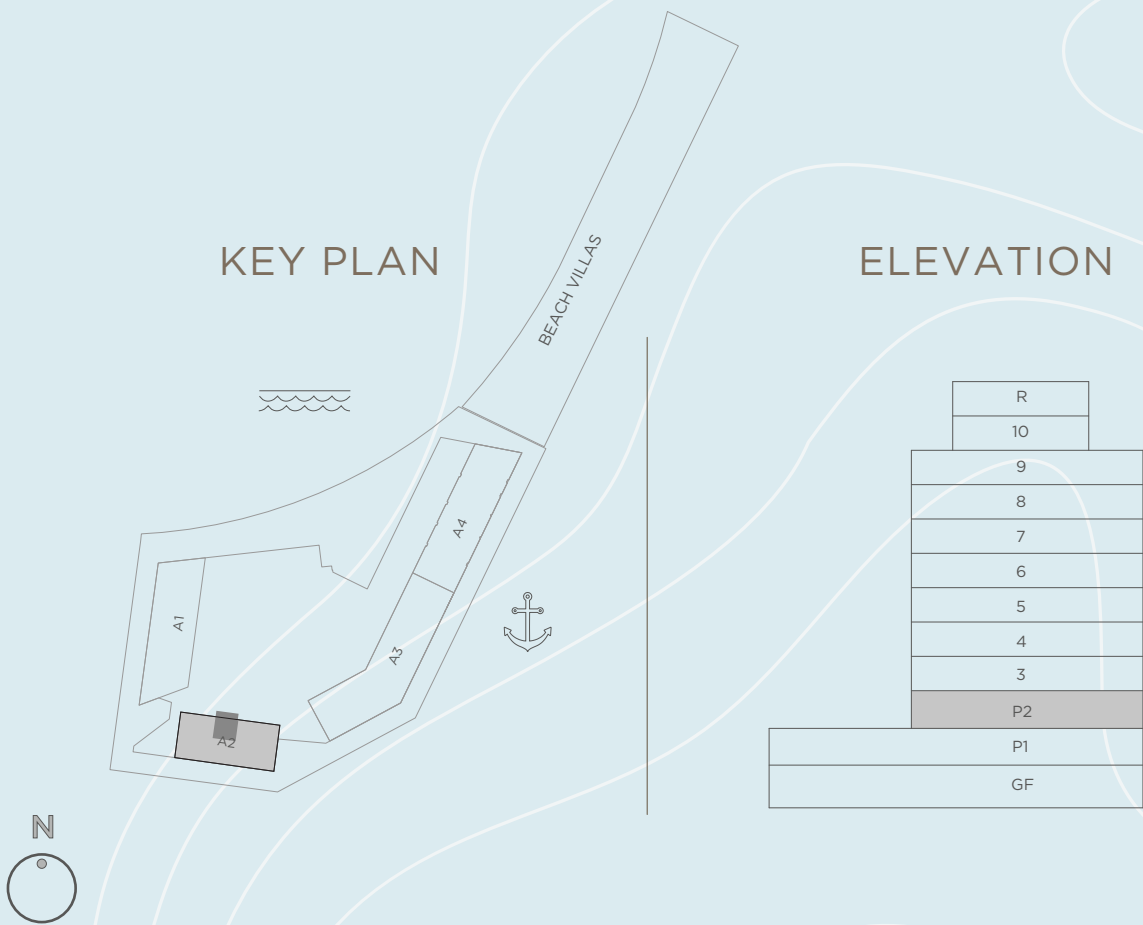 KEY PLAN
ELEVATION
BEACH VILLAS
A4
A1
A3
A2
N
R
10
9
8
7
6
5
4
3
P2
P1
GF